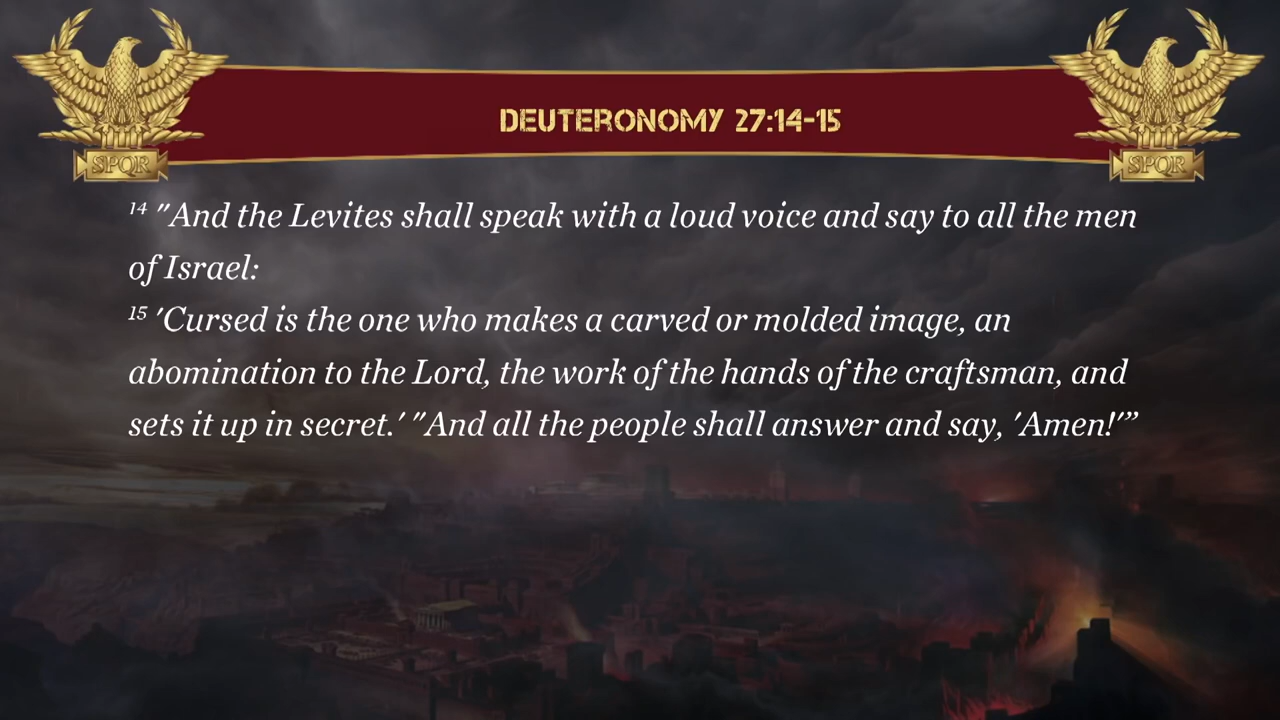 DEUTERONOMY 27:14-15
SPQR
SPQR
¹⁴ "And the Levites shall speak with a loud voice and say to all the men
of Israel:
¹⁵ 'Cursed is the one who makes a carved or molded image, an
abomination to the Lord, the work of the hands of the craftsman, and
sets it up in secret.' "And all the people shall answer and say, 'Amen!'”